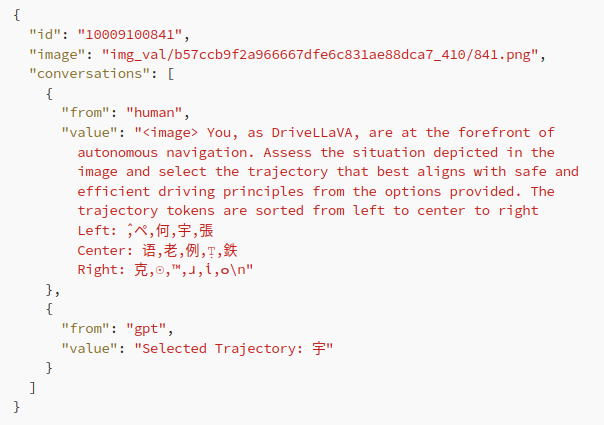 {
"id": "10009100841",
"image": "img_val/b57ccb9f2a966667dfe6c831ae88dca7_410/841.png",
"conversations": [
{
"from": "human",
"value": "<image> You, as DriveLLaVA, are at the forefront of
autonomous navigation. Assess the situation depicted in the
image and select the trajectory that best aligns with safe and
efficient driving principles from the options provided. The
trajectory tokens are sorted from left to center to right
Left: ,ペ,何,宇,張
Center: 语,老,例,,鉄
Right: 克,☉,™,ɹ,i̇,ⲟ\n"
},
{
"from": "gpt",
"value": "Selected Trajectory: 宇"
}
]
}